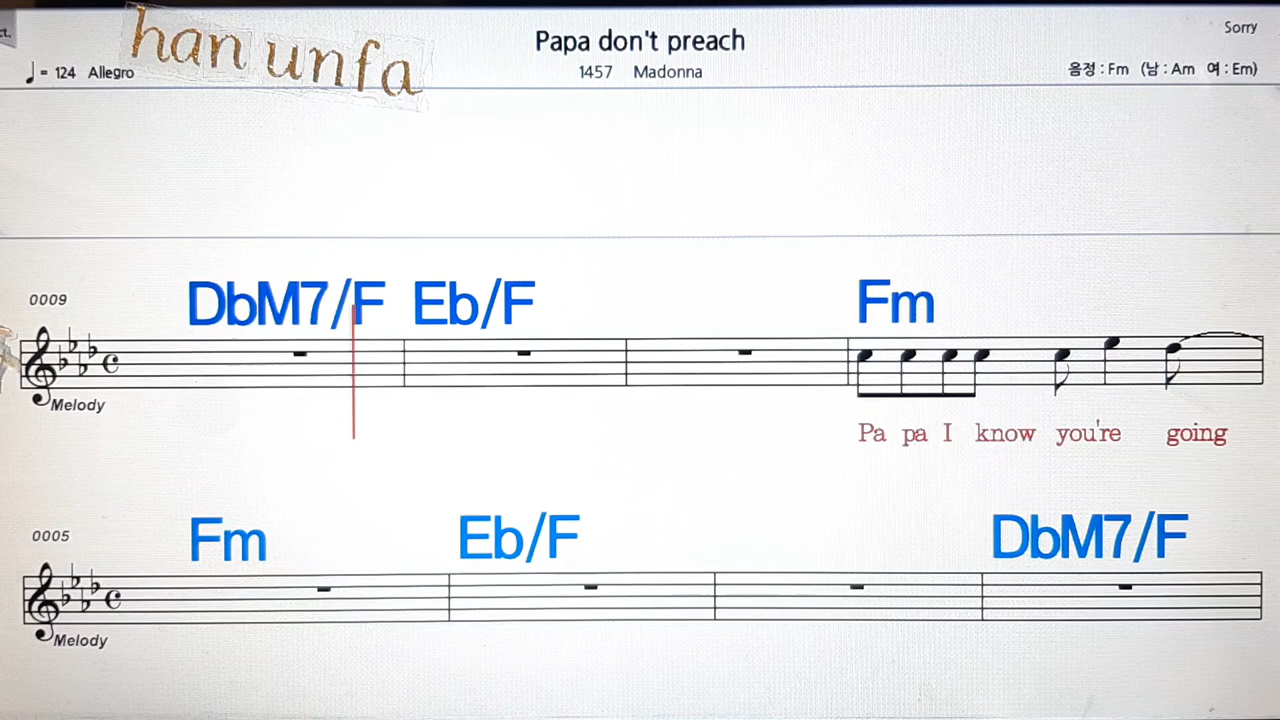 ct.
han unfa
Papa don't preach
Sorry
= 124 Allegro
1457 Madonna
음정 : Fm (남 : Am 여 : Em)
0009
DbM7/F Eb/F Fm
Melody
Pa pa I know you're going
0005
Fm Eb/F DbM7/F
Melody